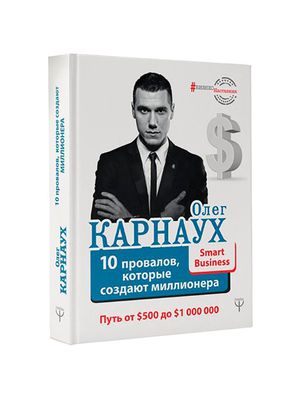 #БИЗНЕСНаставник
$
Олег
КАРНАУХ
10 провалов,
которые
создают миллионера
Smart
Business
Путь от $500 до $1 000 000
Олег
КАРНАУХ
10 провалов, которые создают
МИЛЛИОНЕРА